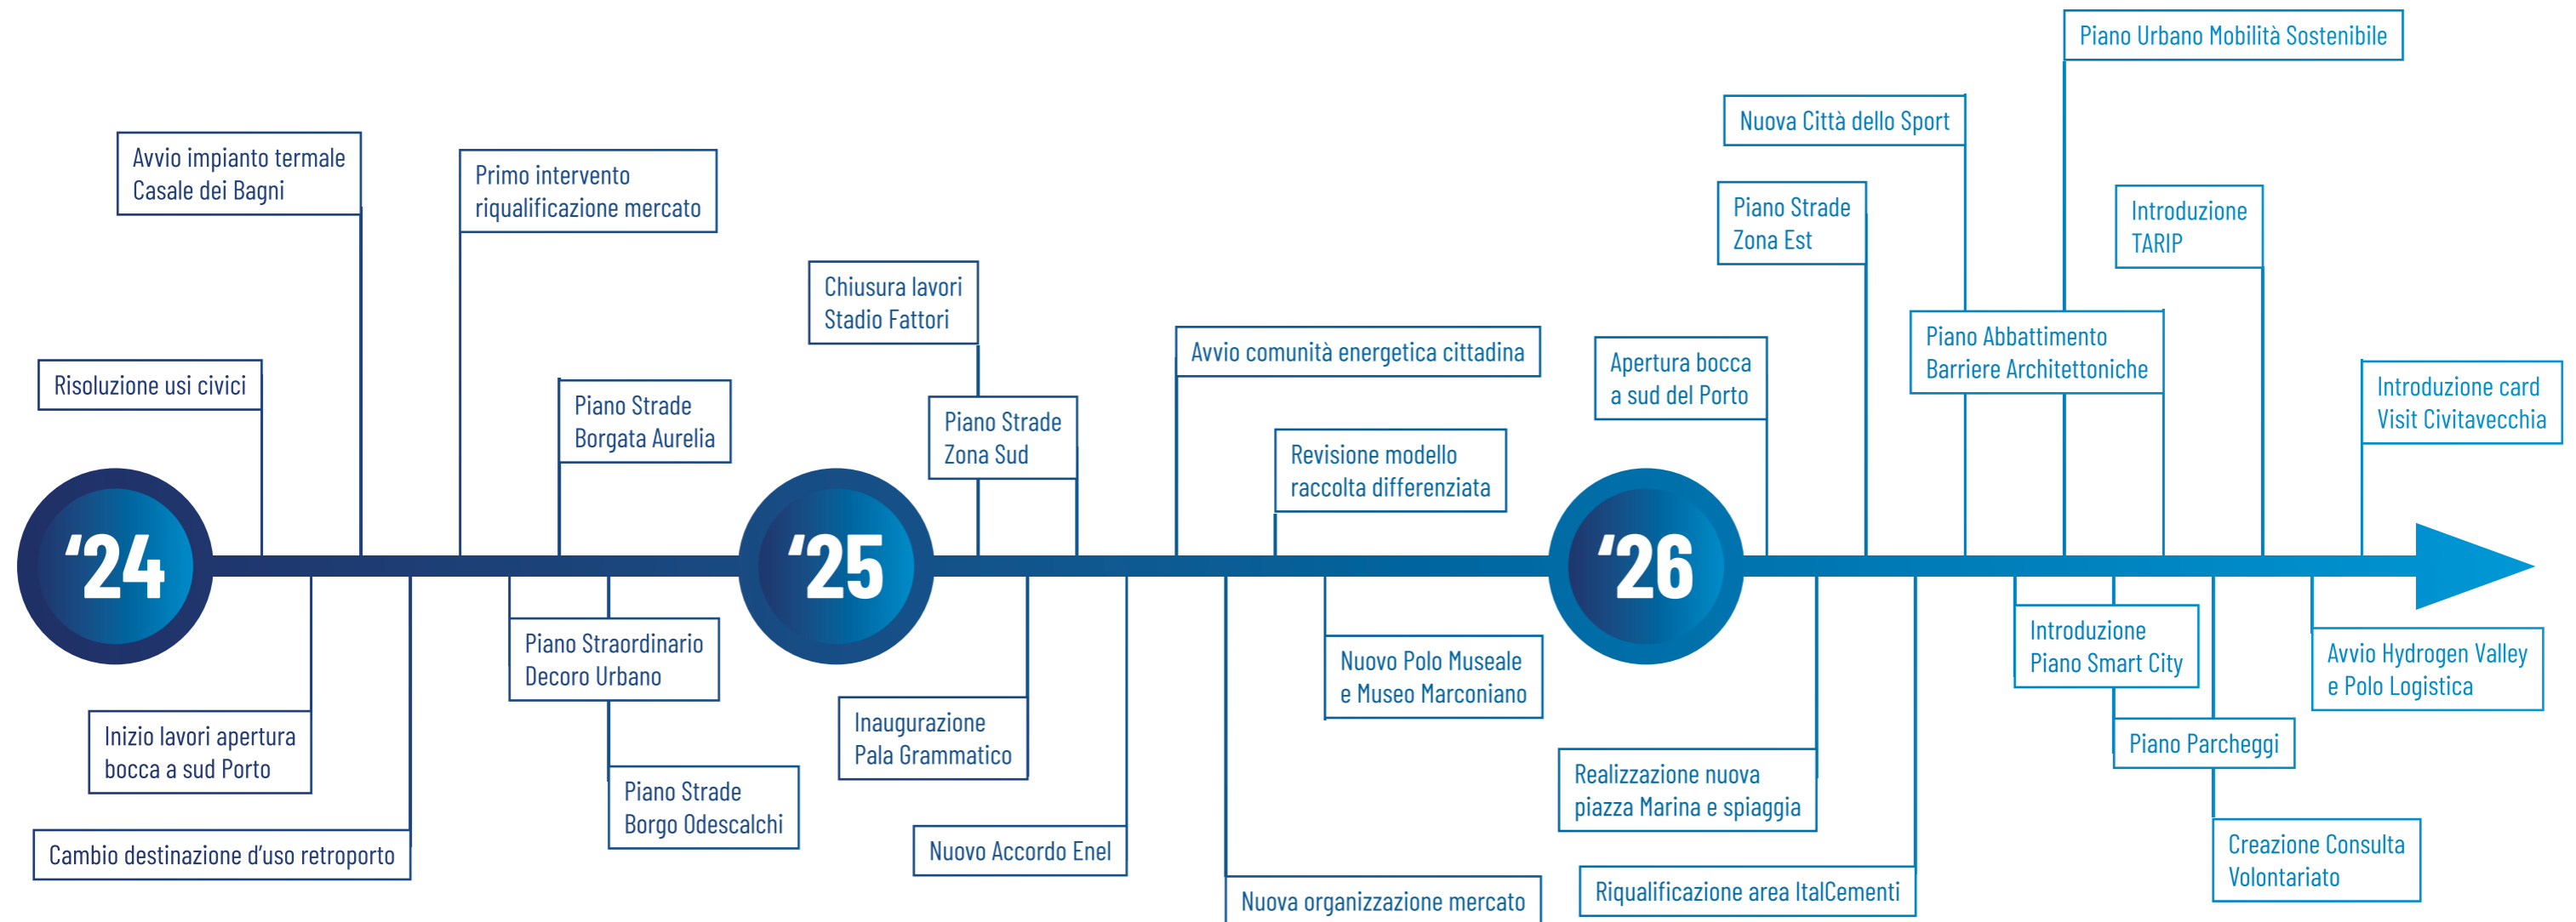 Piano Urbano Mobilità Sostenibile
Nuova Città dello Sport
Avvio impianto termale
Casale dei Bagni
Primo intervento
riqualificazione mercato
Piano Strade
Zona Est
Introduzione
TARIP
Chiusura lavori
Stadio Fattori
Avvio comunità energetica cittadina
Piano Abbattimento
Barriere Architettoniche
Apertura bocca
a sud del Porto
Risoluzione usi civici
Introduzione card
Visit Civitavecchia
Piano Strade
Borgata Aurelia
Piano Strade
Zona Sud
Revisione modello
raccolta differenziata
‘24
‘25
‘26
Piano Straordinario
Decoro Urbano
Introduzione
Piano Smart City
Nuovo Polo Museale
e Museo Marconiano
Avvio Hydrogen Valley
e Polo Logistica
Inaugurazione
Pala Grammatico
Inizio lavori apertura
bocca a sud Porto
Piano Parcheggi
Realizzazione nuova
piazza Marina e spiaggia
Piano Strade
Borgo Odescalchi
Cambio destinazione d’uso retroporto
Nuovo Accordo Enel
Creazione Consulta
Volontariato
Riqualificazione area ItalCementi
Nuova organizzazione mercato